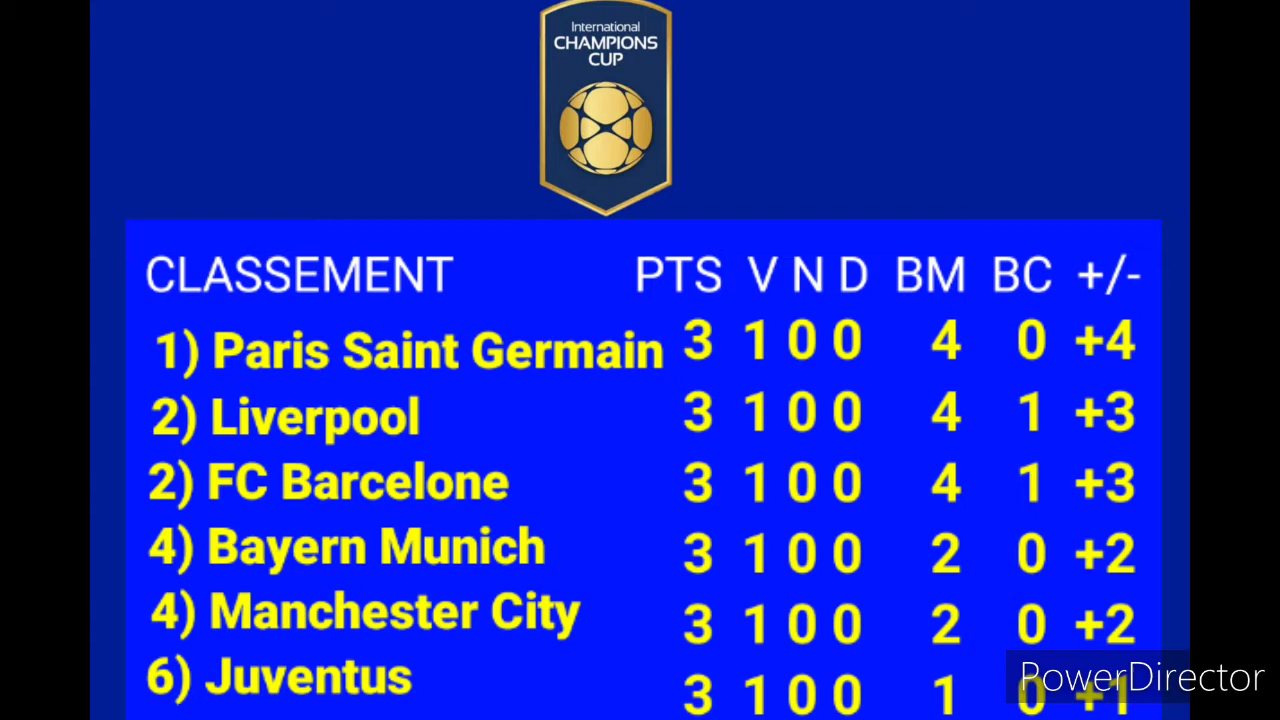 International
CHAMPIONS
CUP
CLASSEMENT PTS V N D BM BC +/-
1) Paris Saint Germain 3 1 0 0 4 0 +4
2) Liverpool 3 1 0 0 4 1 +3
2) FC Barcelone 3 1 0 0 4 1 +3
4) Bayern Munich 3 1 0 0 2 0 +2
4) Manchester City 3 1 0 0 2 0 +2
6) Juventus 3 1 0 0 1 0 +1
PowerDirector